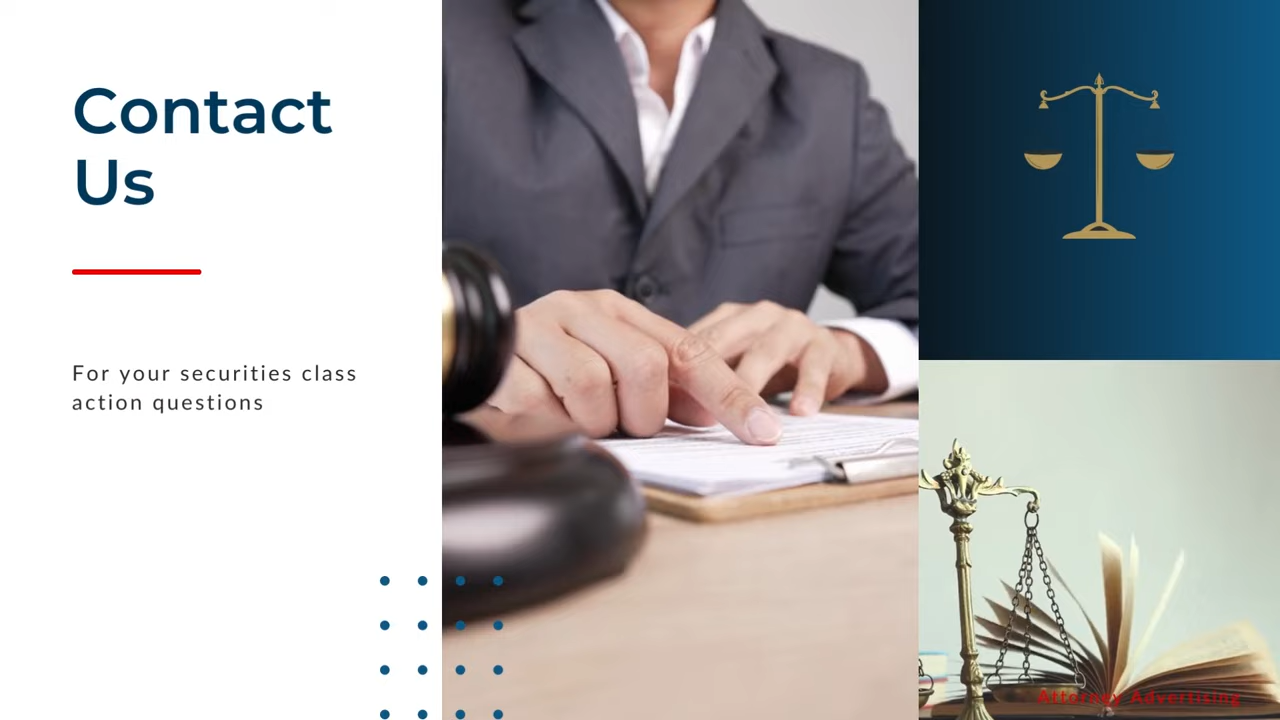 Contact
Us
For your securities class
action questions
Attorney Advertising